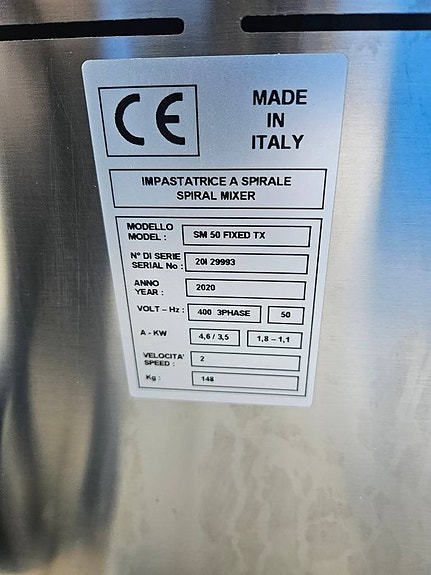 CE
MADE
IN
ITALY
IMPASTATRICE A SPIRALE
SPIRAL MIXER
MODELLO
MODEL :
SM 50 FIXED TX
N° DI SERIE
SERIAL No :
20I 29993
ANNO
YEAR :
2020
VOLT – Hz : 400 3PHASE 50
A - KW 4,6 / 3,5 1,8 – 1,1
VELOCITA'
SPEED :
2
Kg : 148